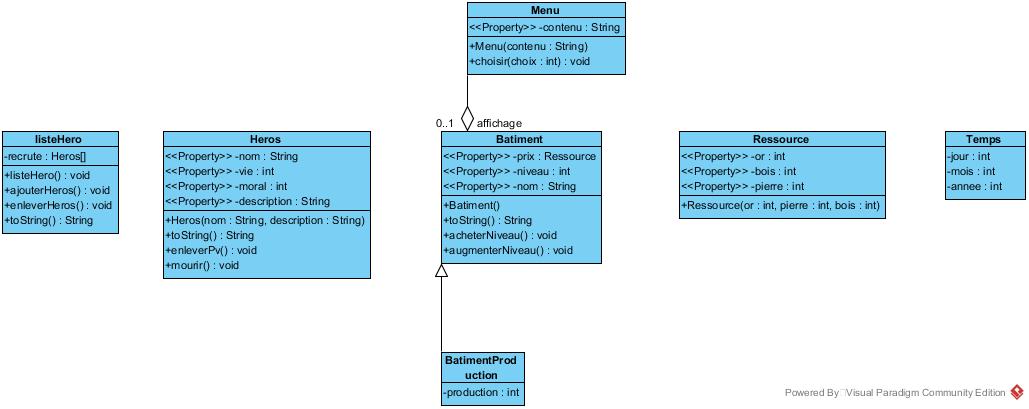 Menu
<<Property>> -contenu : String
+Menu(contenu : String)
+choisir(choix : int) : void
0..1
affichage
listeHero
-recrute : Heros[]
+listeHero() : void
+ajouterHeros() : void
+enleverHeros() : void
+toString() : String
Heros
<<Property>> -nom : String
<<Property>> -vie : int
<<Property>> -moral : int
<<Property>> -description : String
+Heros(nom : String, description : String)
+toString() : String
+enleverPv() : void
+mourir() : void
Batiment
<<Property>> -prix : Ressource
<<Property>> -niveau : int
<<Property>> -nom : String
+Batiment()
+toString() : String
+acheterNiveau() : void
+augmenterNiveau() : void
Ressource
<<Property>> -or : int
<<Property>> -bois : int
<<Property>> -pierre : int
+Ressource(or : int, pierre : int, bois : int)
Temps
-jour : int
-mois : int
-annee : int
BatimentProd
uction
-production : int
Powered By Visual Paradigm Community Edition